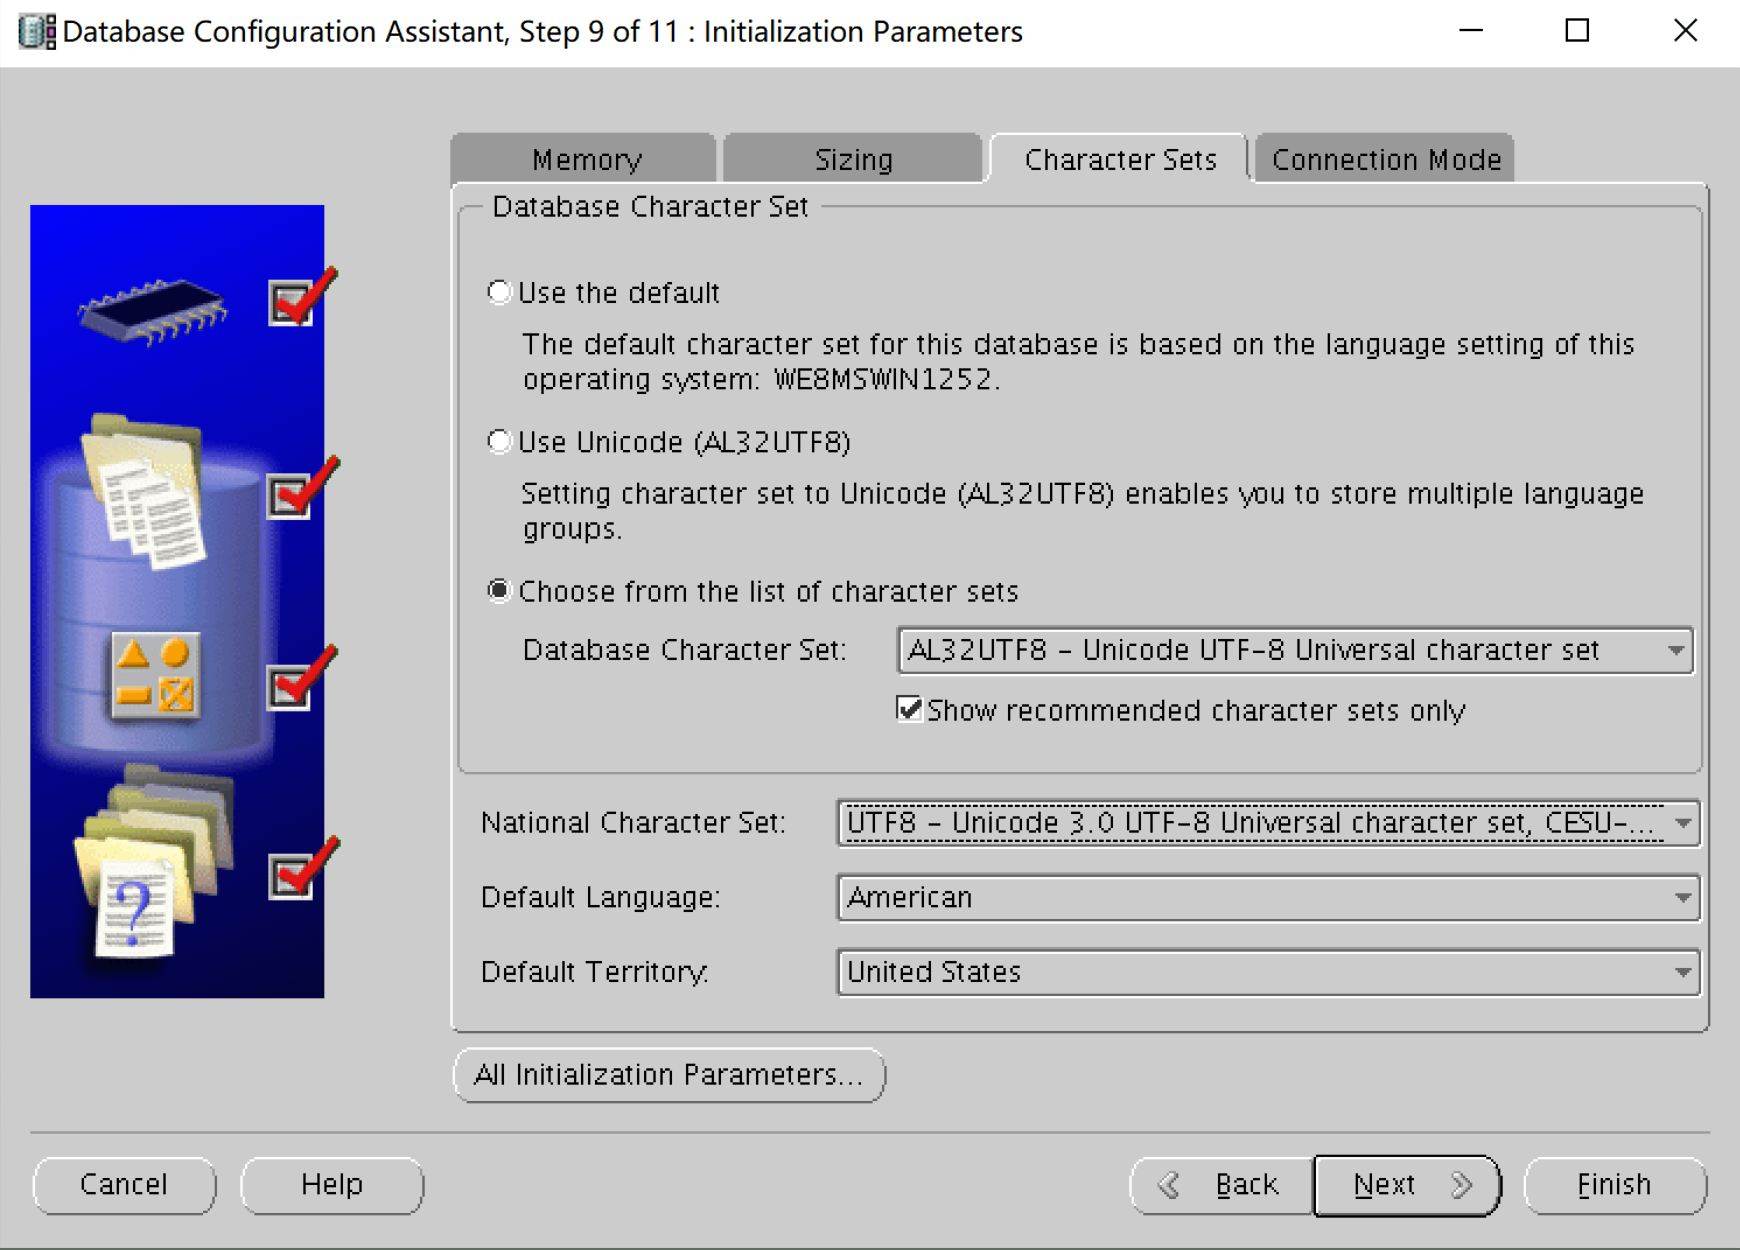 Database Configuration Assistant, Step 9 of 11 : Initialization Parameters
Memory
Sizing
Character Sets
Connection Mode
Database Character Set
Use the default
The default character set for this database is based on the language setting of this
operating system: WE8MSWIN1252.
Use Unicode (AL32UTF8)
Setting character set to Unicode (AL32UTF8) enables you to store multiple language
groups.
Choose from the list of character sets
Database Character Set: AL32UTF8 – Unicode UTF–8 Universal character set
Show recommended character sets only
National Character Set: UTF8 – Unicode 3.0 UTF–8 Universal character set, CESU–...
Default Language: American
Default Territory: United States
?
All Initialization Parameters...
Cancel
Help
Back
Next
Finish